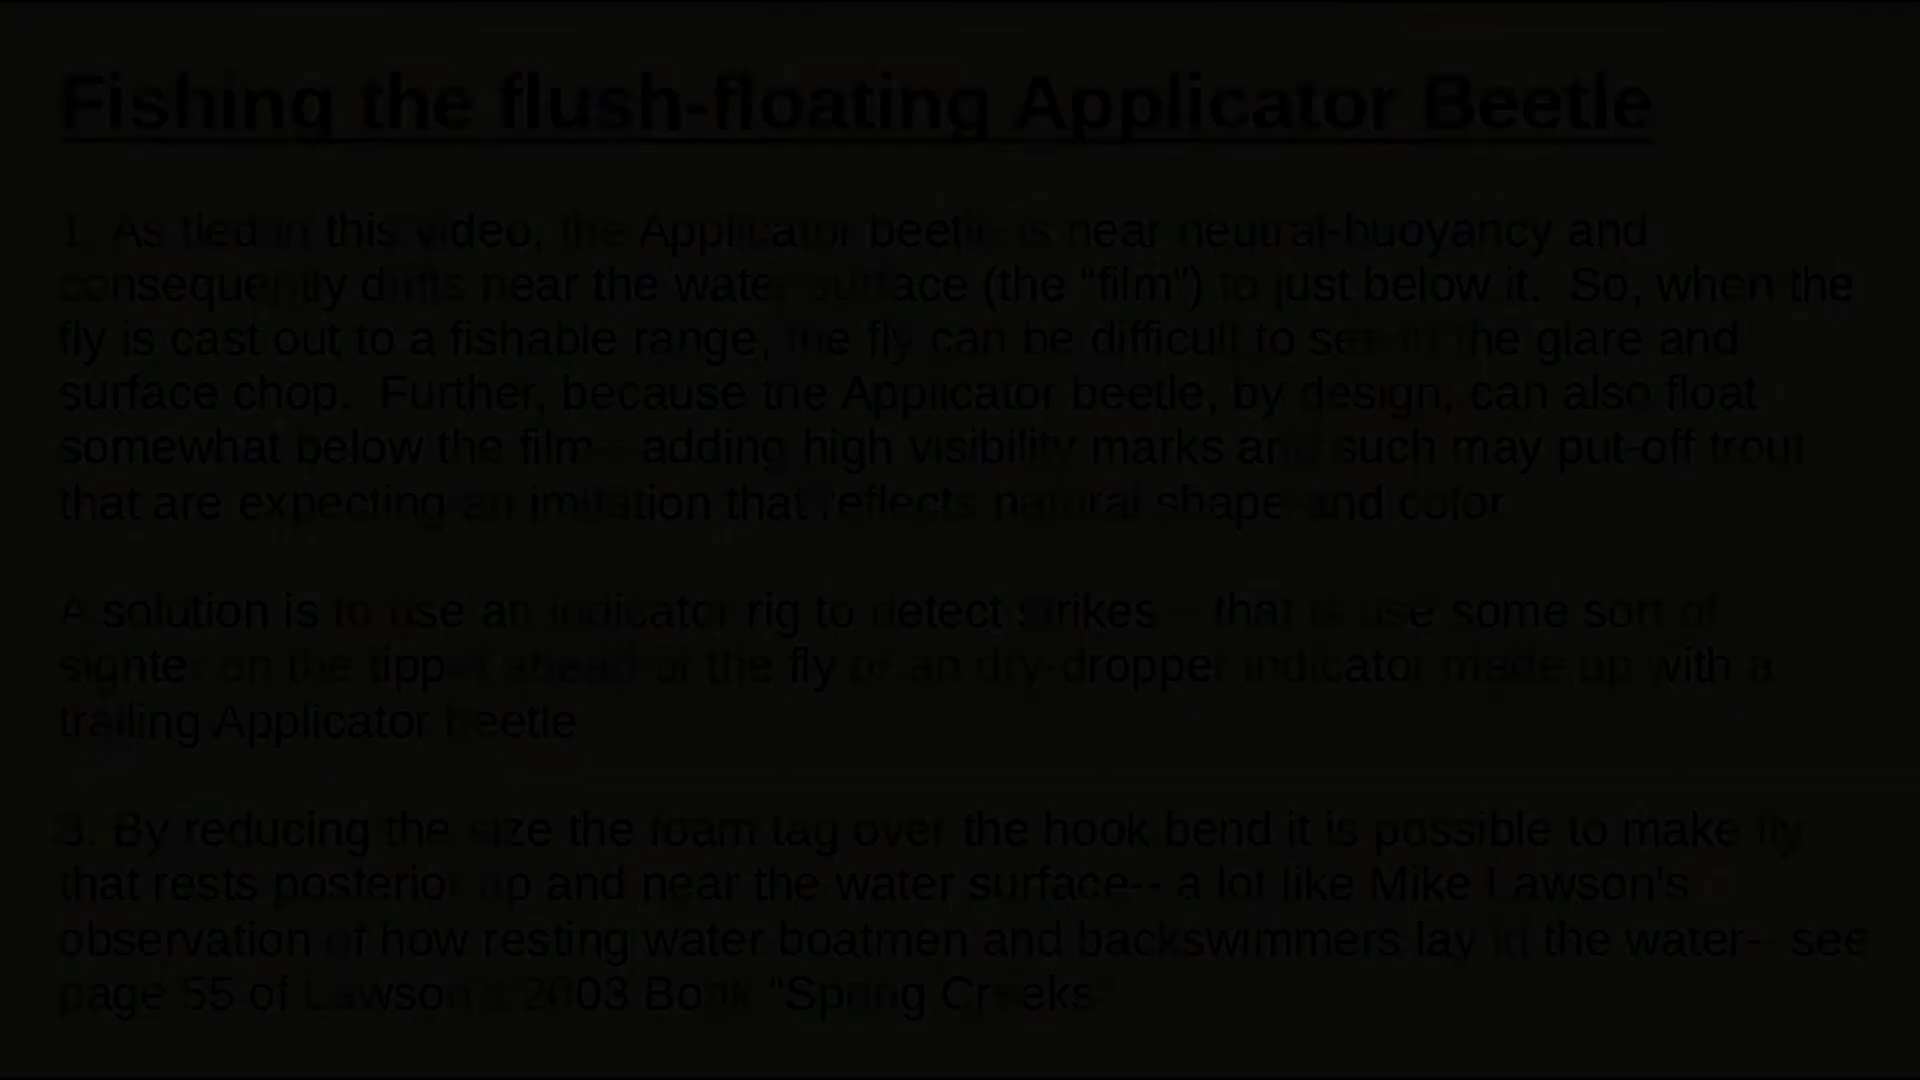 Fishing the flush-floating Applicator Beetle
1. As tied in this video, the Applicator beetle is near neutral-buoyancy and
consequently drifts near the water surface (the "film") to just below it.  So, when the
fly is cast out to a fishable range, the fly can be difficult to see in the glare and
surface chop.  Further, because the Applicator beetle, by design, can also float
somewhat below the film-- adding high visibility marks and such may put-off trout
that are expecting an imitation that reflects natural shape and color.
A solution is to use an indicator rig to detect strikes -- that is use some sort of
sighter on the tippet ahead of the fly or an dry-dropper indicator made up with a
trailing Applicator beetle
3. By reducing the size the foam tag over the hook bend it is possible to make fly
that rests posterior up and near the water surface-- a lot like Mike Lawson's
observation of how resting water boatmen and backswimmers lay in the water-- see
page 55 of Lawson's 2003 Book "Spring Creeks"